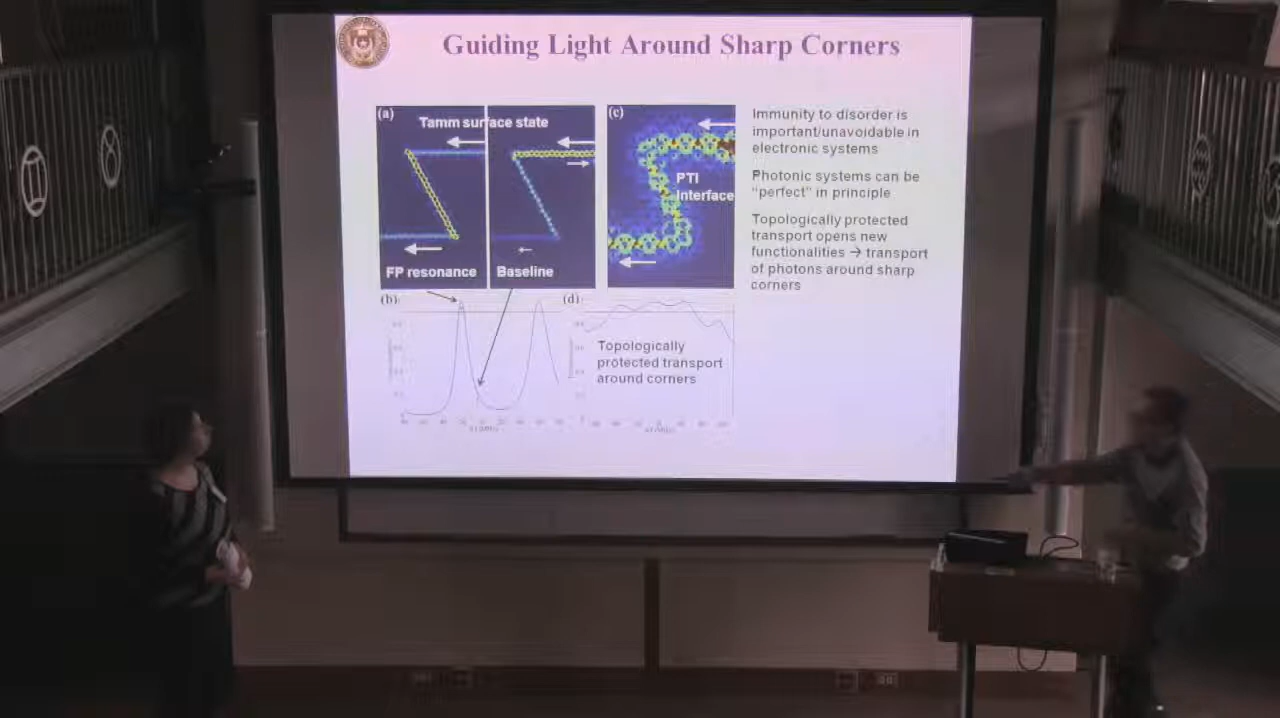 Guiding Light Around Sharp Corners
(a)
Tamm surface state
FP resonance
Baseline
(c)
PTI
interface
(b)
(d)
Topologically
protected transport
around corners
Immunity to disorder is
important/unavoidable in
electronic systems
Photonic systems can be
“perfect” in principle
Topologically protected
transport opens new
functionalities → transport
of photons around sharp
corners